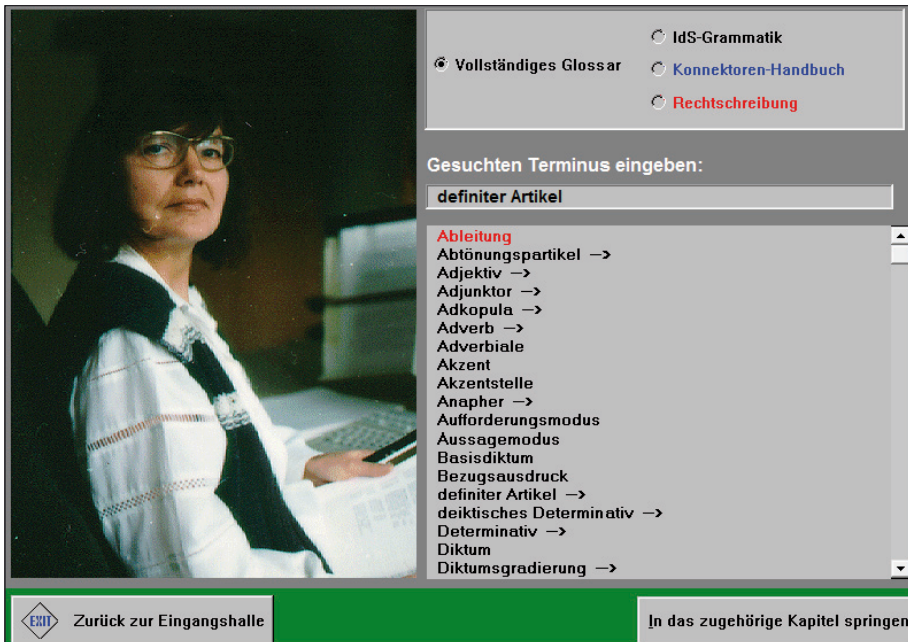 Vollständiges Glossar
IdS-Grammatik
Konnektoren-Handbuch
Rechtschreibung
Gesuchten Terminus eingeben:
definiter Artikel
Ableitung
Abtönungspartikel —>
Adjektiv —>
Adjunktor —>
Adkopula —>
Adverb —>
Adverbiale
Akzent
Akzentstelle
Anapher —>
Aufforderungsmodus
Aussagemodus
Basisdiktum
Bezugsausdruck
definiter Artikel —>
deiktisches Determinativ —>
Determinativ —>
Diktum
Diktumsgradierung —>
EXIT Zurück zur Eingangshalle
In das zugehörige Kapitel springen